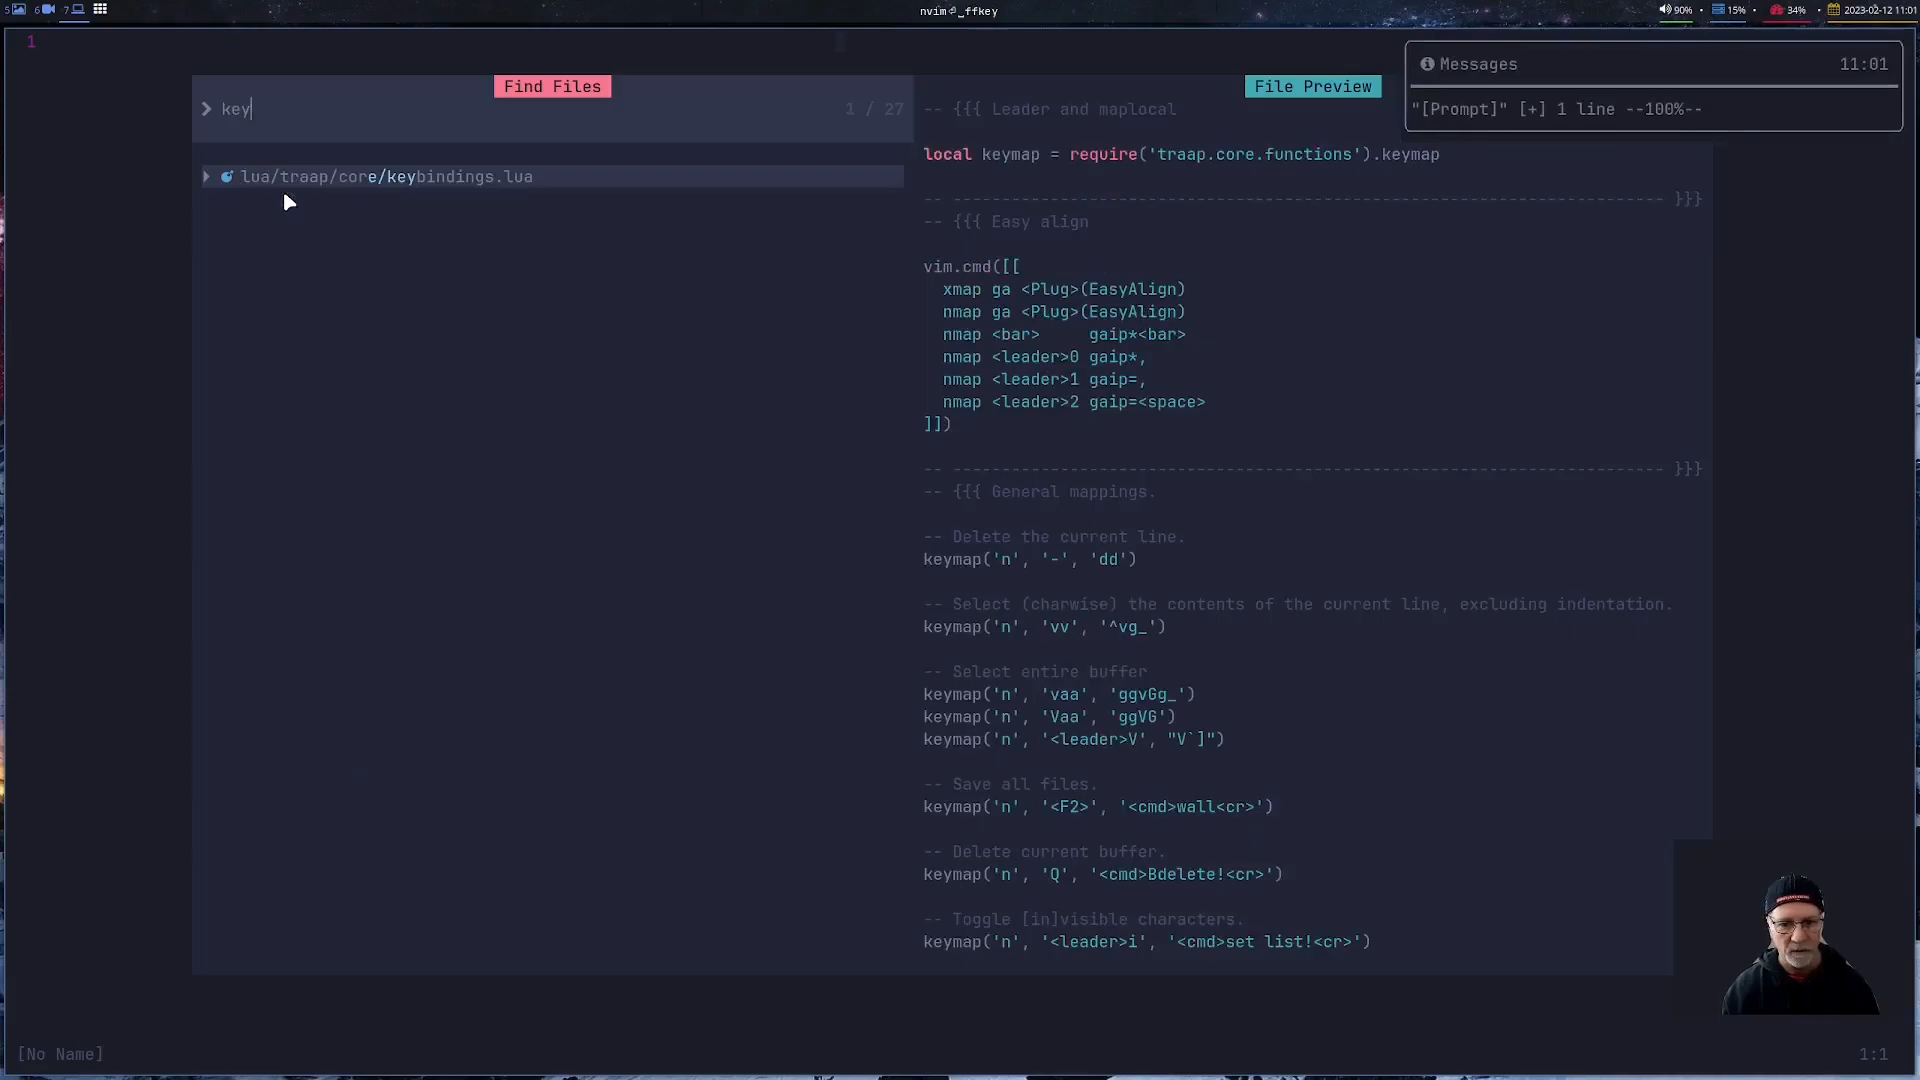 5 6 7
nvim⏎_ffkey
90% • 15% • 34% • 2023-02-12 11:01
1
Messages 11:01
"[Prompt]" [+] 1 line --100%--
Find Files
key 1 / 27
lua/traap/core/keybindings.lua
File Preview
-- {{{ Leader and maplocal
local keymap = require('traap.core.functions').keymap
-- ------------------------------------------------------------------------- }}}
-- {{{ Easy align
vim.cmd([[
xmap ga <Plug>(EasyAlign)
nmap ga <Plug>(EasyAlign)
nmap <bar>     gaip*<bar>
nmap <leader>0 gaip*,
nmap <leader>1 gaip=,
nmap <leader>2 gaip=<space>
]])
-- ------------------------------------------------------------------------- }}}
-- {{{ General mappings.
-- Delete the current line.
keymap('n', '-', 'dd')
-- Select (charwise) the contents of the current line, excluding indentation.
keymap('n', 'vv', '^vg_')
-- Select entire buffer
keymap('n', 'vaa', 'ggvGg_')
keymap('n', 'Vaa', 'ggVG')
keymap('n', '<leader>V', "V`]")
-- Save all files.
keymap('n', '<F2>', '<cmd>wall<cr>')
-- Delete current buffer.
keymap('n', 'Q', '<cmd>Bdelete!<cr>')
-- Toggle [in]visible characters.
keymap('n', '<leader>i', '<cmd>set list!<cr>')
[No Name] 1:1